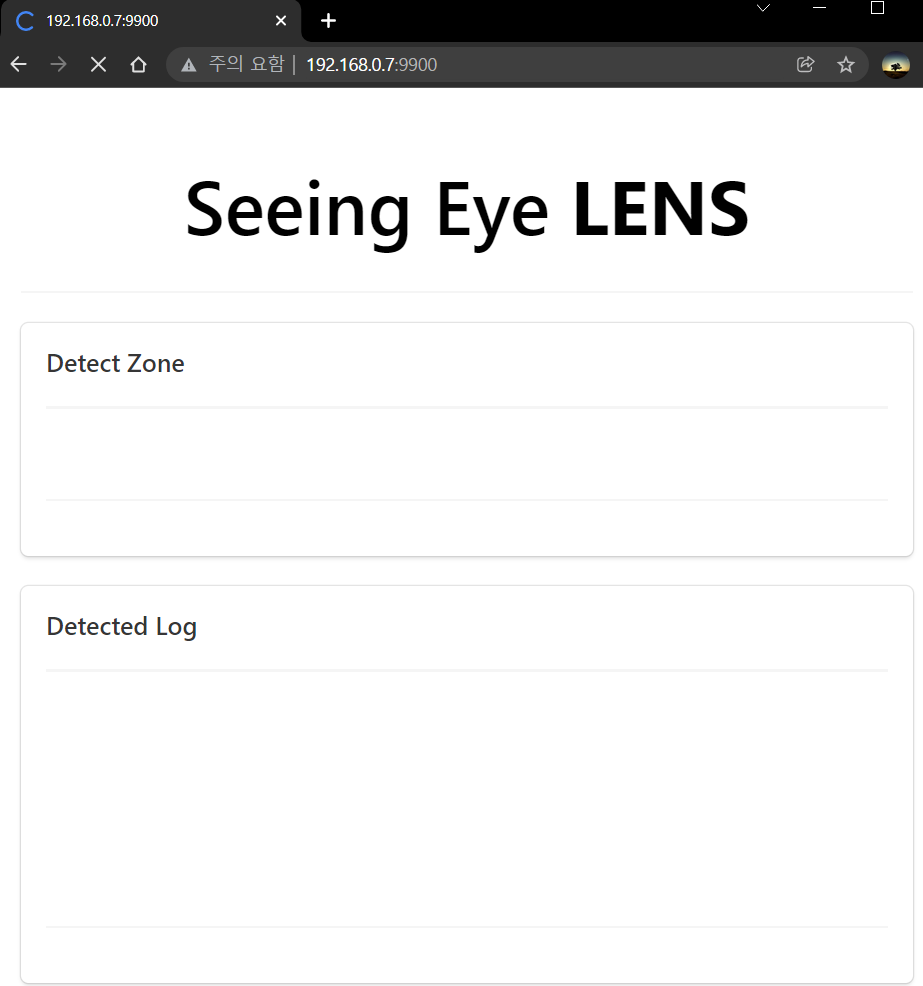 192.168.0.7:9900
주의 요함 | 192.168.0.7:9900
Seeing Eye LENS
Detect Zone
Detected Log